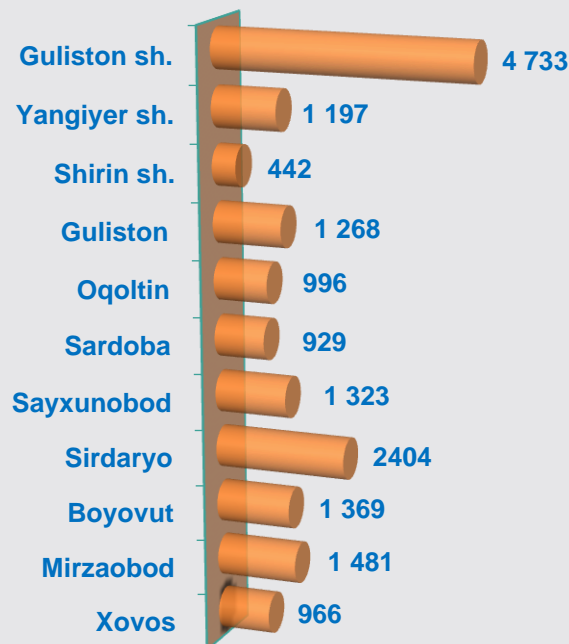 Guliston sh. 4 733
Yangiyer sh. 1 197
Shirin sh. 442
Guliston 1 268
Oqoltin 996
Sardoba 929
Sayxunobod 1 323
Sirdaryo 2404
Boyovut 1 369
Mirzaobod 1 481
Xovos 966